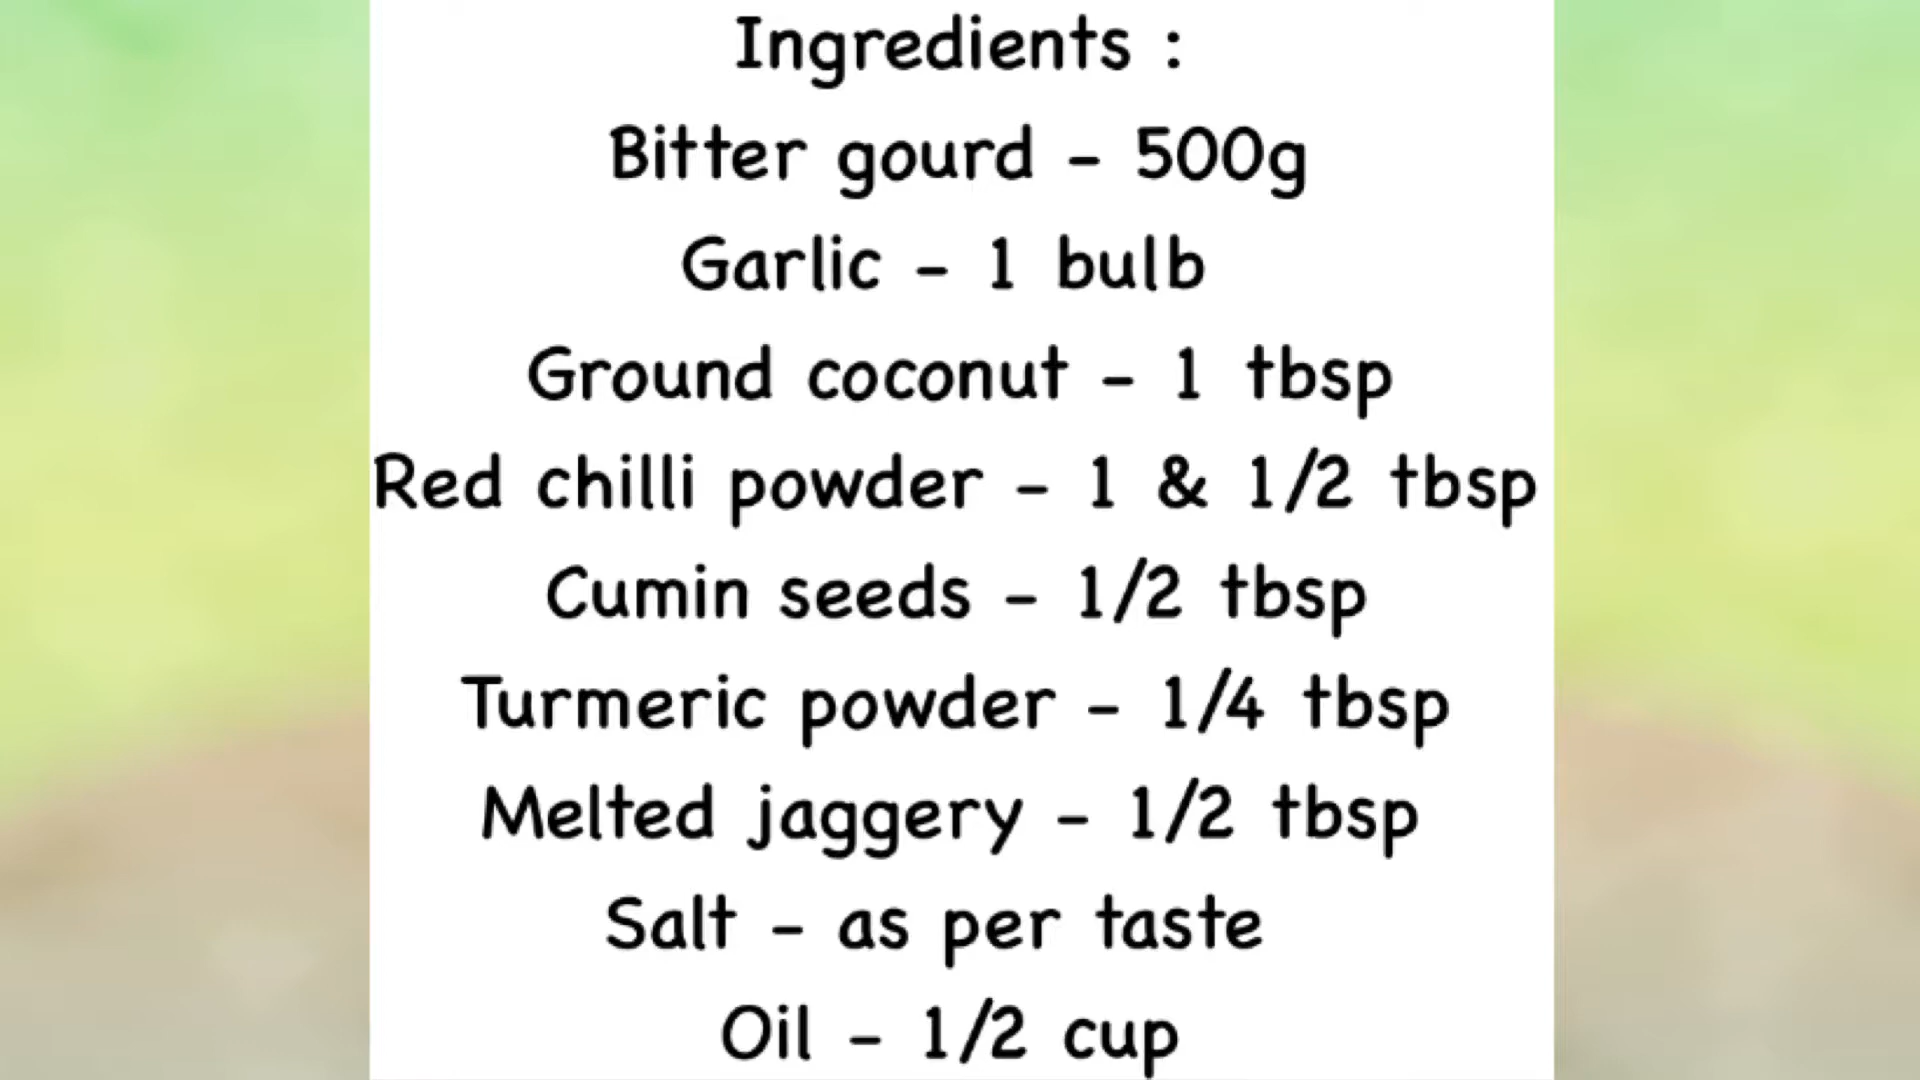 Ingredients :
Bitter gourd - 500g
Garlic - 1 bulb
Ground coconut - 1 tbsp
Red chilli powder - 1 & 1/2 tbsp
Cumin seeds - 1/2 tbsp
Turmeric powder - 1/4 tbsp
Melted jaggery - 1/2 tbsp
Salt - as per taste
Oil - 1/2 cup